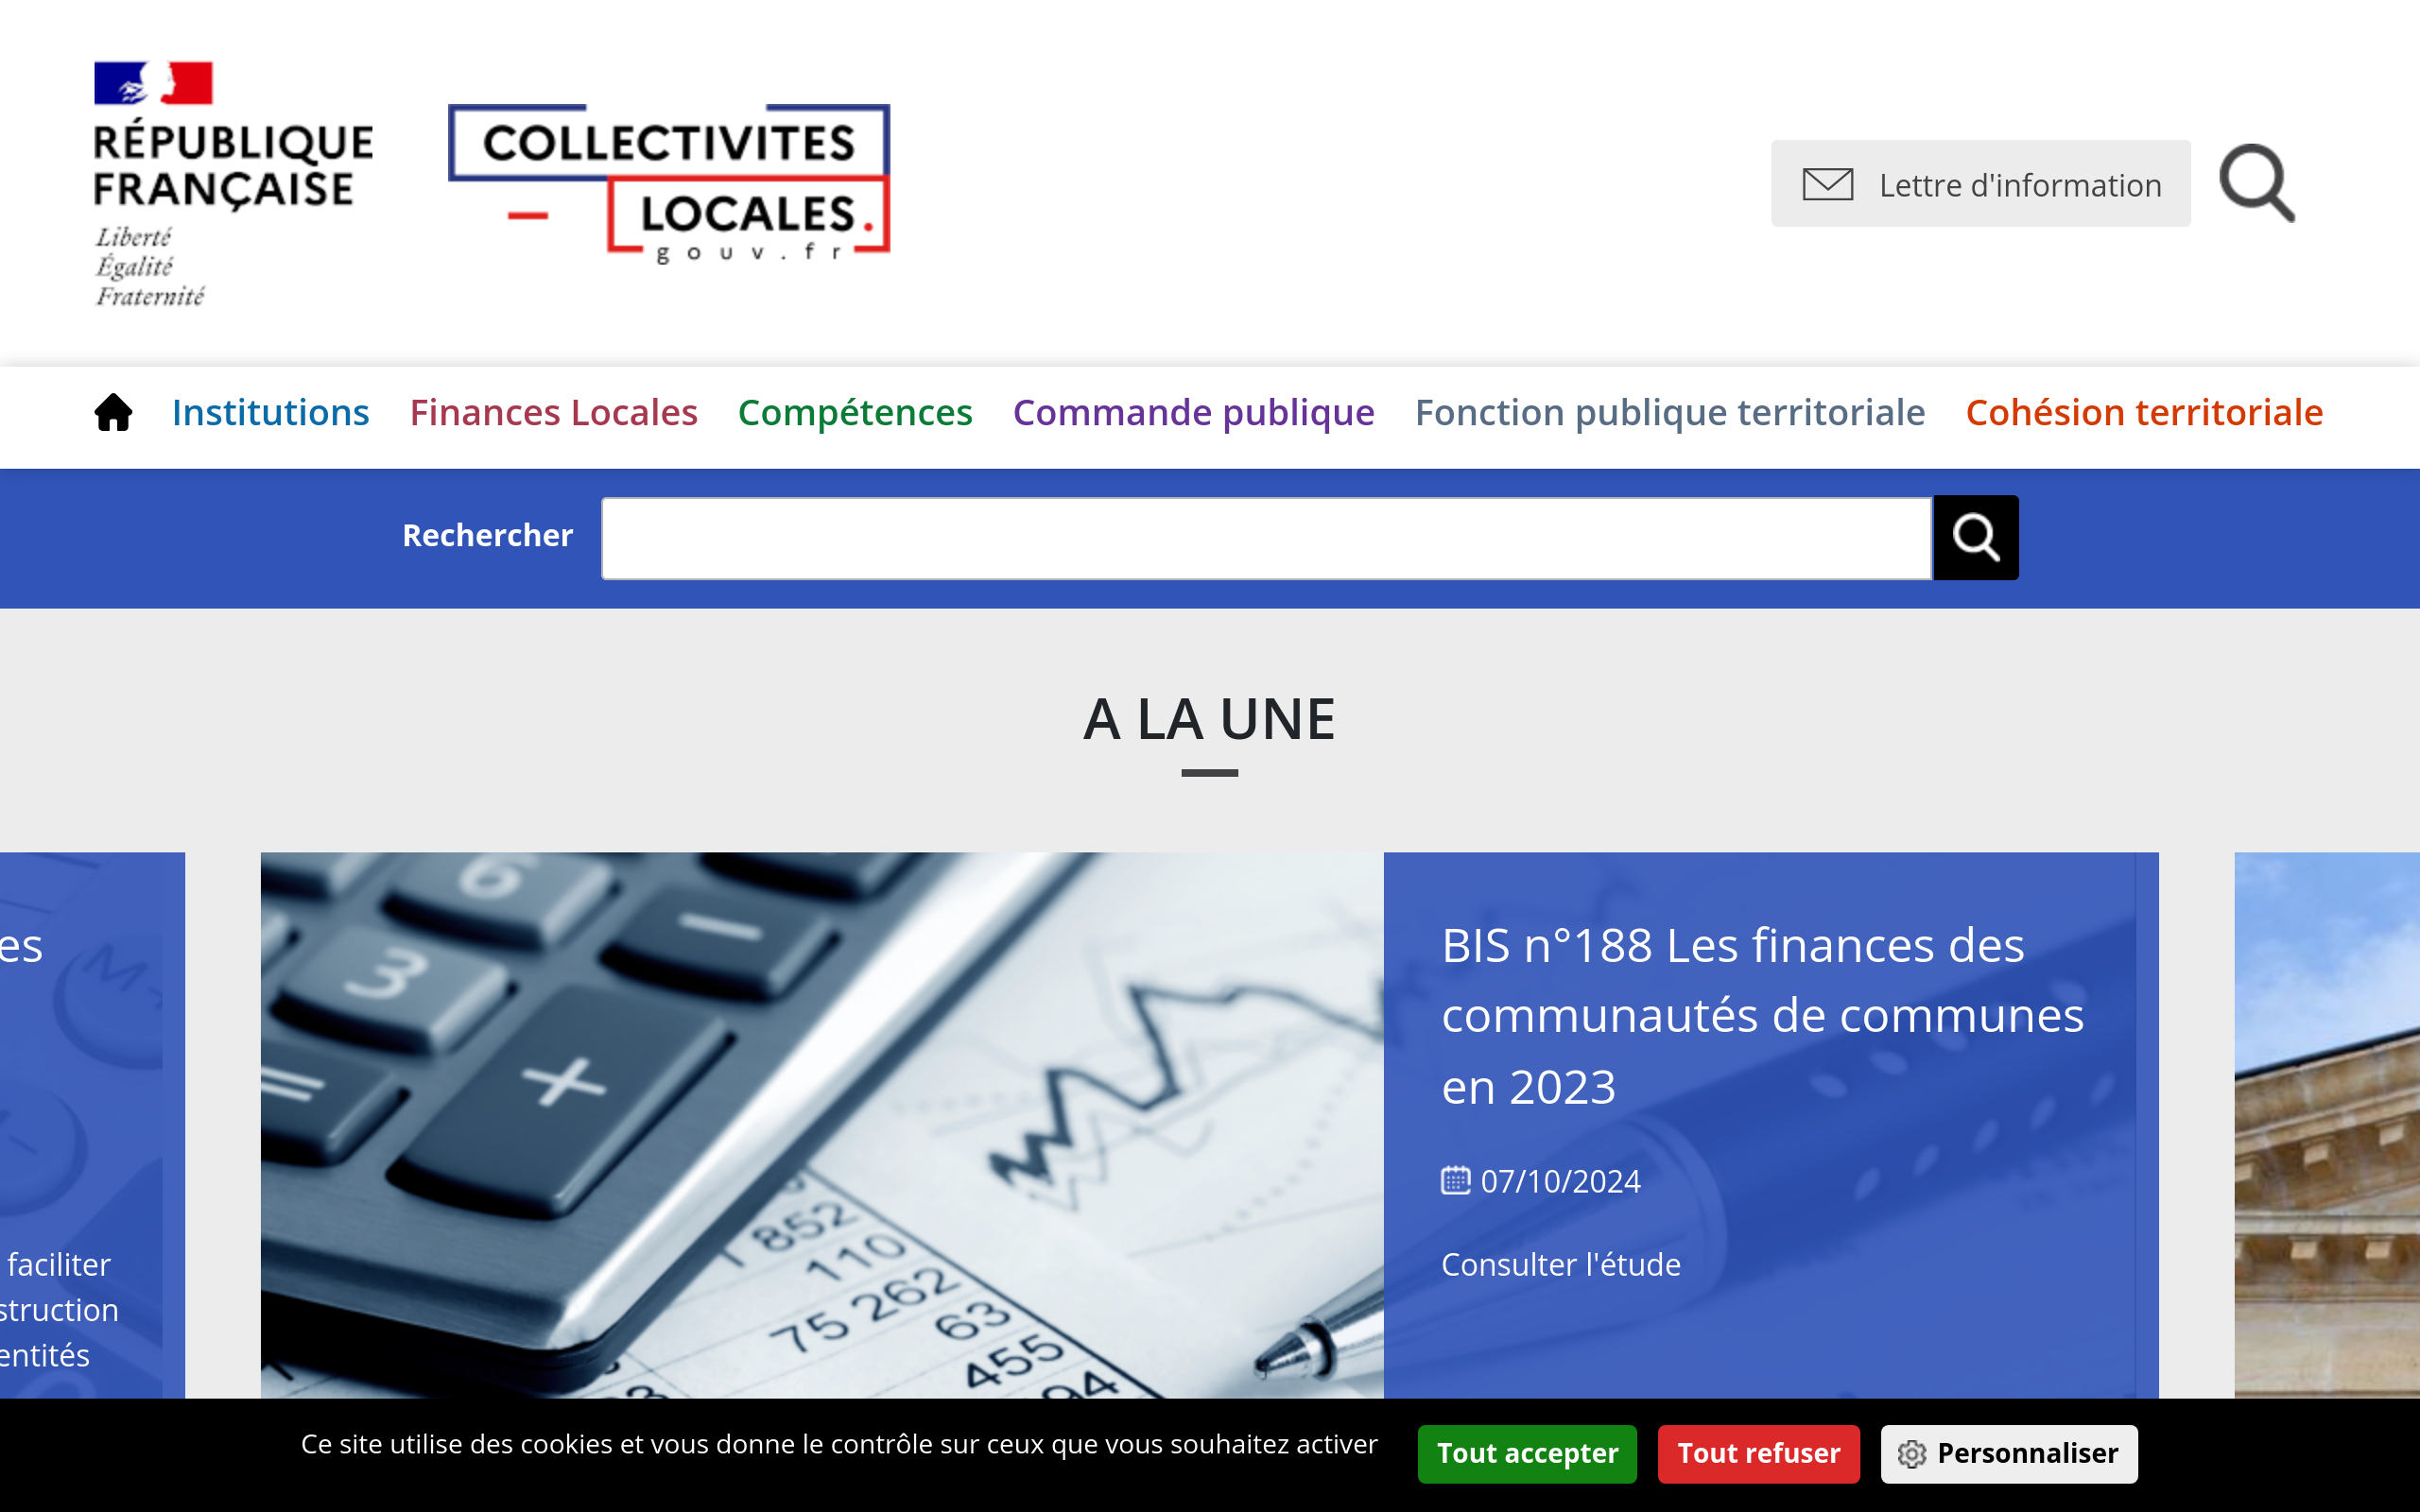 RÉPUBLIQUE
FRANÇAISE
Liberté
Égalité
Fraternité
COLLECTIVITES
LOCALES.
gouv.fr
Lettre d'information
Institutions Finances Locales Compétences Commande publique Fonction publique territoriale Cohésion territoriale
Rechercher
A LA UNE
es
faciliter
struction
entités
6
3
M+
1 852
110
75 262
63
455
BIS n°188 Les finances des
communautés de communes
en 2023
07/10/2024
Consulter l'étude
Ce site utilise des cookies et vous donne le contrôle sur ceux que vous souhaitez activer
Tout accepter Tout refuser Personnaliser